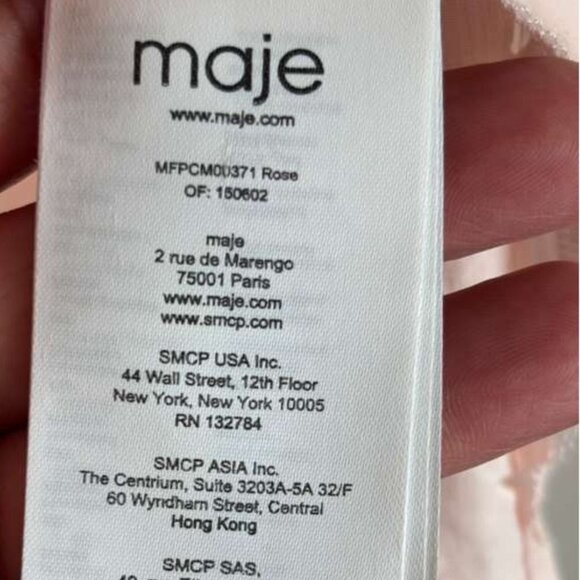 maje
www.maje.com
MFPCM00371 Rose
OF: 150602
maje
2 rue de Marengo
75001 Paris
www.maje.com
www.smcp.com
SMCP USA Inc.
44 Wall Street, 12th Floor
New York, New York 10005
RN 132784
SMCP ASIA Inc.
The Centrium, Suite 3203A-5A 32/F
60 Wyndham Street, Central
Hong Kong
SMCP SAS,